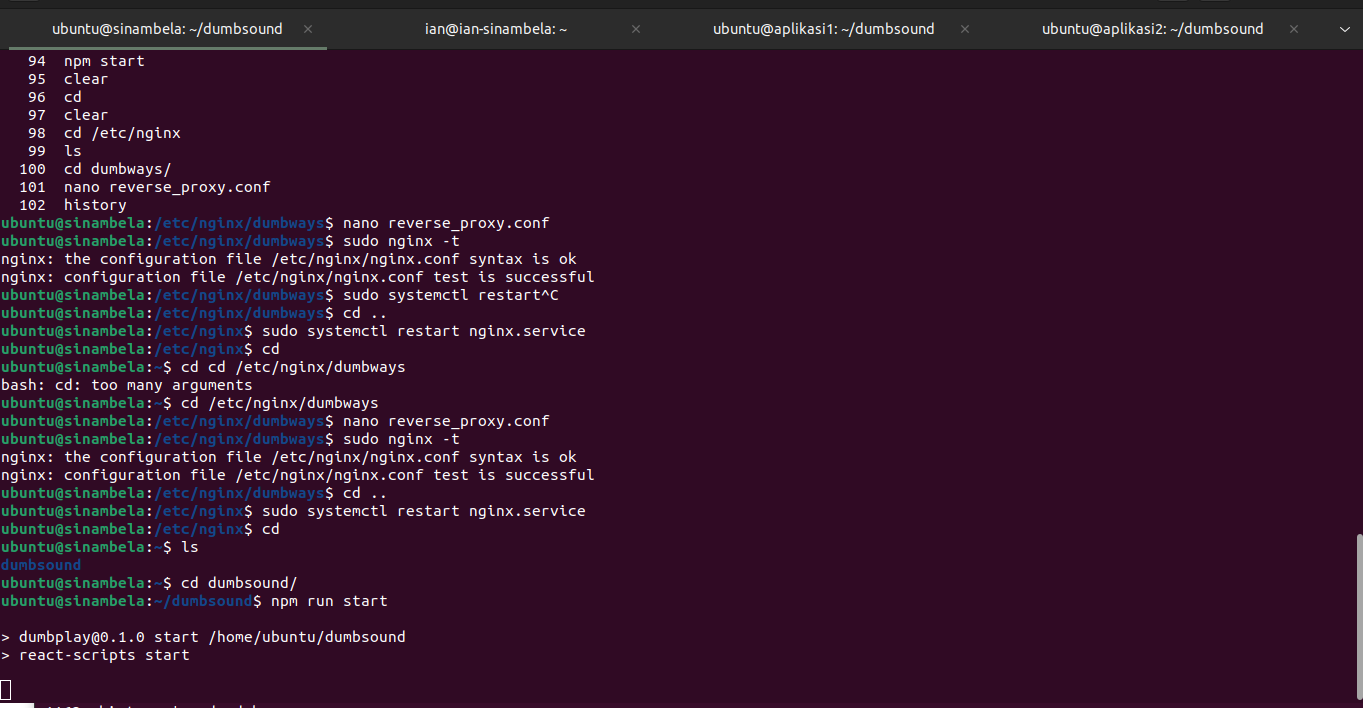 ubuntu@sinambela: ~/dumbsound × ian@ian-sinambela: ~ × ubuntu@aplikasi1: ~/dumbsound × ubuntu@aplikasi2: ~/dumbsound ×
94 npm start
95 clear
96 cd
97 clear
98 cd /etc/nginx
99 ls
100 cd dumbways/
101 nano reverse_proxy.conf
102 history
ubuntu@sinambela:/etc/nginx/dumbways$ nano reverse_proxy.conf
ubuntu@sinambela:/etc/nginx/dumbways$ sudo nginx -t
nginx: the configuration file /etc/nginx/nginx.conf syntax is ok
nginx: configuration file /etc/nginx/nginx.conf test is successful
ubuntu@sinambela:/etc/nginx/dumbways$ sudo systemctl restart^C
ubuntu@sinambela:/etc/nginx/dumbways$ cd ..
ubuntu@sinambela:/etc/nginx$ sudo systemctl restart nginx.service
ubuntu@sinambela:/etc/nginx$ cd
ubuntu@sinambela:~$ cd cd /etc/nginx/dumbways
bash: cd: too many arguments
ubuntu@sinambela:~$ cd /etc/nginx/dumbways
ubuntu@sinambela:/etc/nginx/dumbways$ nano reverse_proxy.conf
ubuntu@sinambela:/etc/nginx/dumbways$ sudo nginx -t
nginx: the configuration file /etc/nginx/nginx.conf syntax is ok
nginx: configuration file /etc/nginx/nginx.conf test is successful
ubuntu@sinambela:/etc/nginx/dumbways$ cd ..
ubuntu@sinambela:/etc/nginx$ sudo systemctl restart nginx.service
ubuntu@sinambela:/etc/nginx$ cd
ubuntu@sinambela:~$ ls
dumbsound
ubuntu@sinambela:~$ cd dumbsound/
ubuntu@sinambela:~/dumbsound$ npm run start
> dumbplay@0.1.0 start /home/ubuntu/dumbsound
> react-scripts start